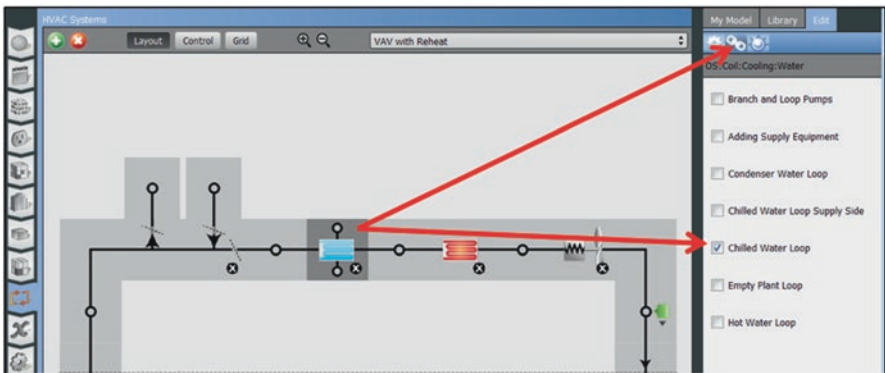 HVAC Systems
Layout Control Grid VAV with Reheat
My Model Library Edit
OS:Coil:Cooling:Water
Branch and Loop Pumps
Adding Supply Equipment
Condenser Water Loop
Chilled Water Loop Supply Side
Chilled Water Loop
Empty Plant Loop
Hot Water Loop